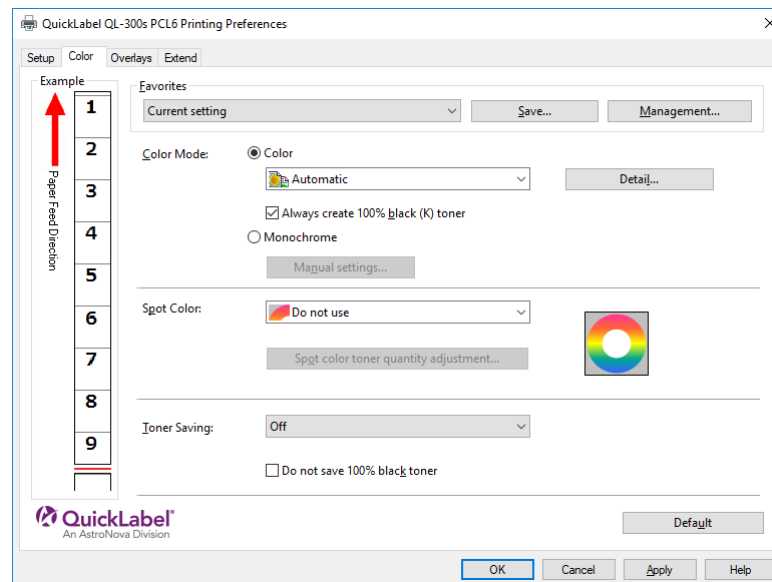 QuickLabel QL-300s PCL6 Printing Preferences
Setup Color Overlays Extend
Example
1
2
3
4
5
6
7
8
9
Paper Feed Direction
Favorites
Current setting Save... Management...
Color Mode: Color
Automatic Detail...
Always create 100% black (K) toner
Monochrome
Manual settings...
Spot Color: Do not use
Spot color toner quantity adjustment...
Toner Saving: Off
Do not save 100% black toner
QuickLabel®
An AstroNova Division
Default
OK Cancel Apply Help